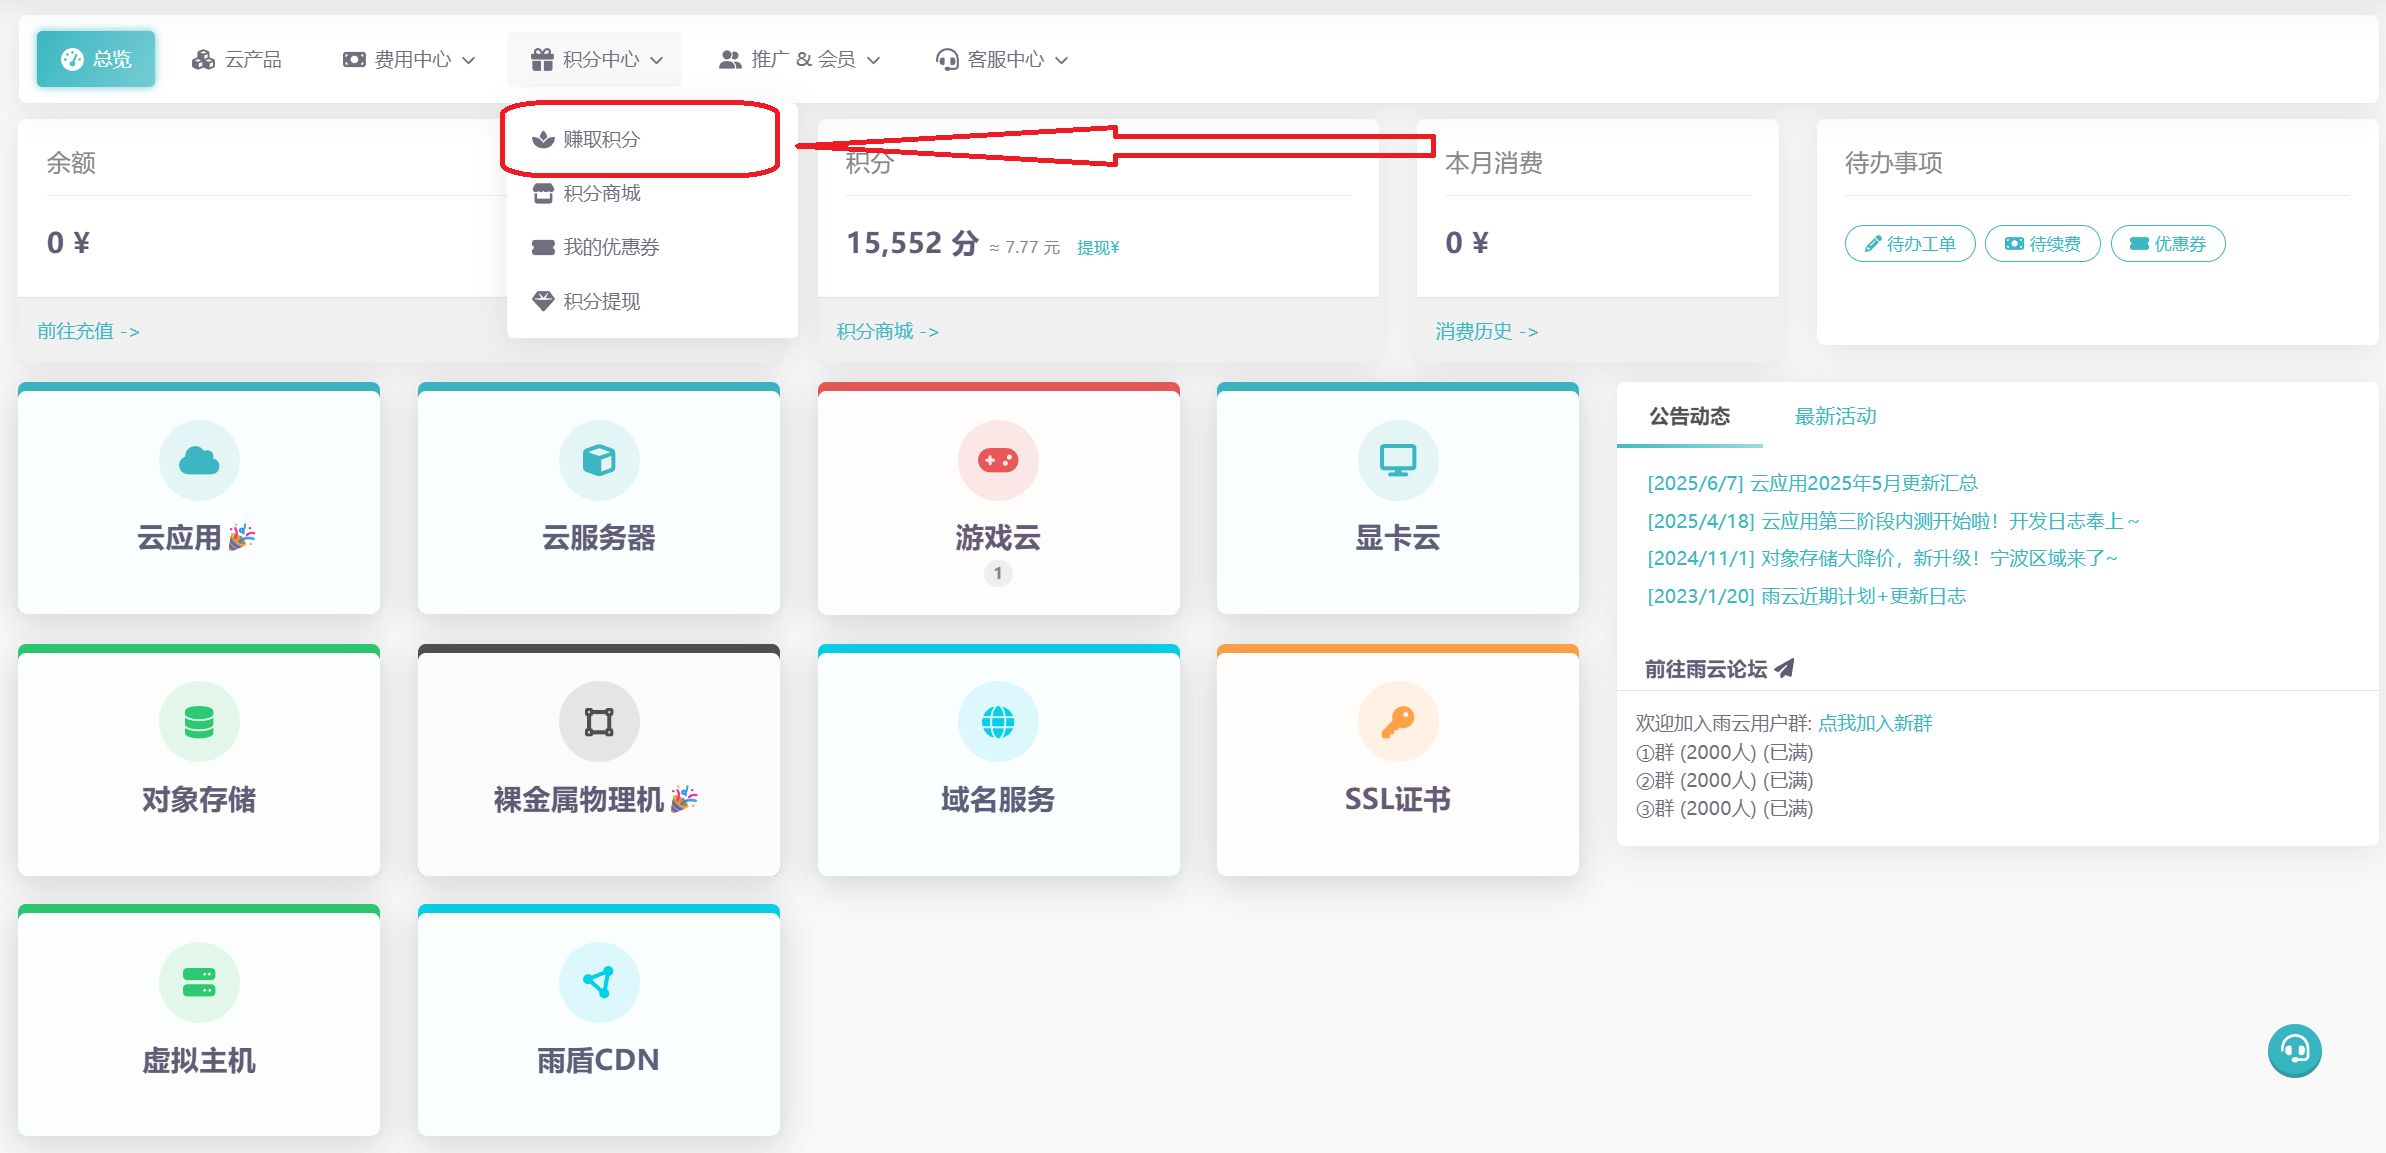 总览
云产品
费用中心
积分中心
推广 & 会员
客服中心
赚取积分
积分商城
我的优惠券
积分提现
余额
0 ¥
前往充值 ->
积分
15,552 分 ≈ 7.77 元 提现¥
积分商城 ->
本月消费
0 ¥
消费历史 ->
待办事项
待办工单
待续费
优惠券
云应用🎉
云服务器
游戏云
1
显卡云
对象存储
裸金属物理机🎉
域名服务
SSL证书
虚拟主机
雨盾CDN
公告动态
最新活动
[2025/6/7] 云应用2025年5月更新汇总
[2025/4/18] 云应用第三阶段内测开始啦！开发日志奉上～
[2024/11/1] 对象存储大降价，新升级！宁波区域来了~
[2023/1/20] 雨云近期计划+更新日志
前往雨云论坛
欢迎加入雨云用户群: 点我加入新群
①群 (2000人) (已满)
②群 (2000人) (已满)
③群 (2000人) (已满)